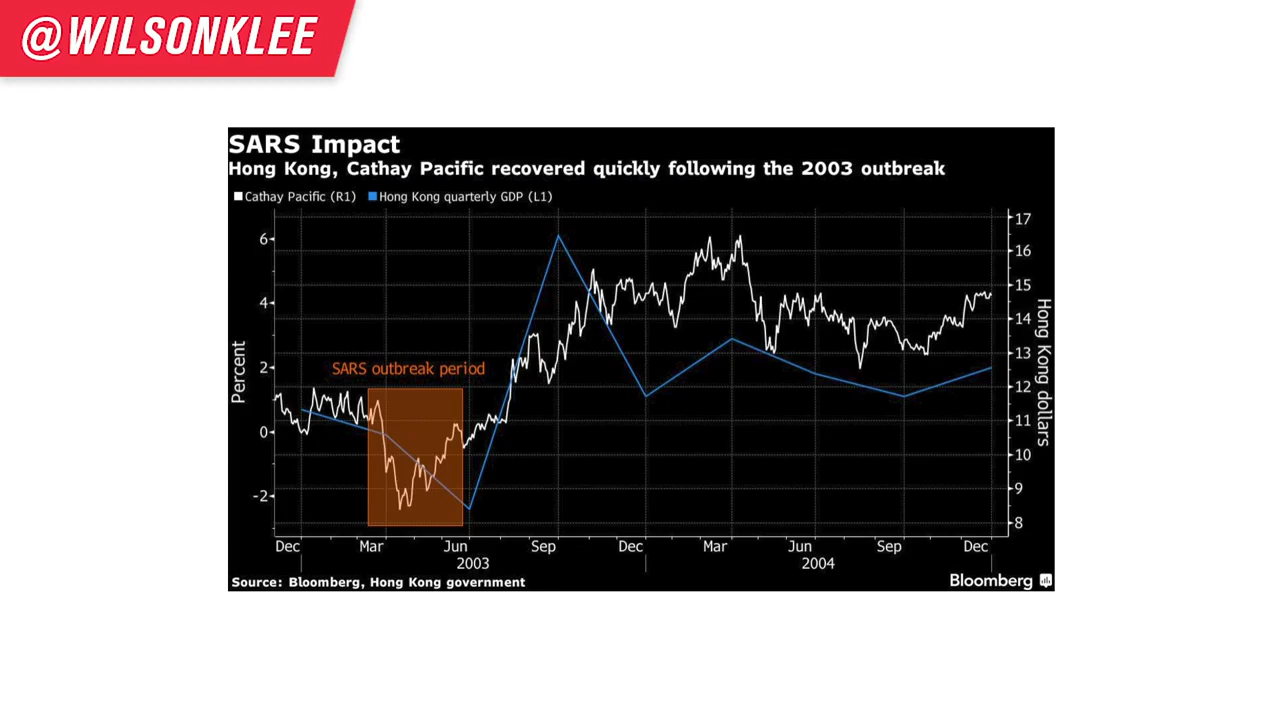 @WILSONKLEE
SARS Impact
Hong Kong, Cathay Pacific recovered quickly following the 2003 outbreak
Cathay Pacific (R1) Hong Kong quarterly GDP (L1)
6
4
2
0
-2
Percent
SARS outbreak period
17
16
15
14
13
12
11
10
9
8
Hong Kong dollars
Dec Mar Jun Sep Dec Mar Jun Sep Dec
2003 2004
Source: Bloomberg, Hong Kong government
Bloomberg